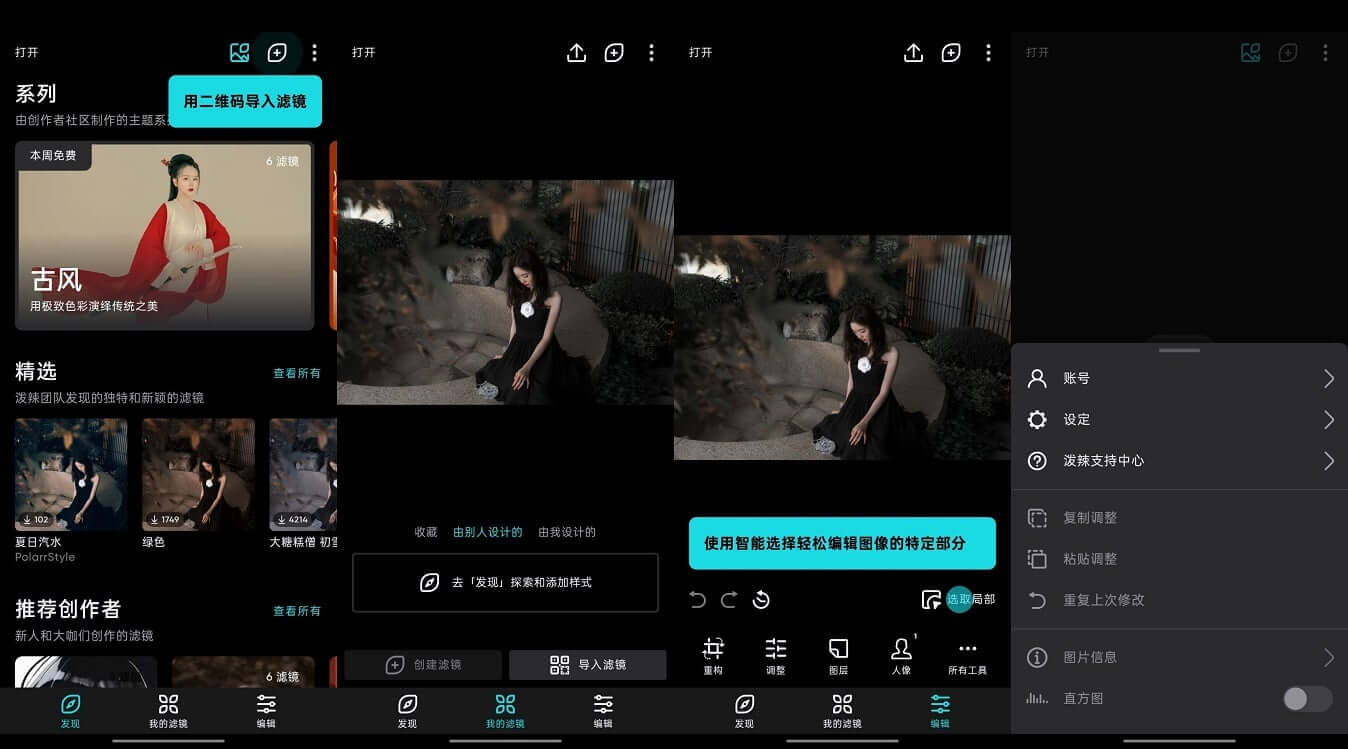 打开
用二维码导入滤镜
系列
由创作者社区制作的主题系
本周免费
6 滤镜
古风
用极致色彩演绎传统之美
精选
查看所有
泼辣团队发现的独特和新颖的滤镜
102
1749
4214
夏日汽水
绿色
大糖糕僧 初雪
PolarrStyle
推荐创作者
查看所有
新人和大咖们创作的滤镜
6 滤镜
发现
我的滤镜
编辑
打开
收藏
由别人设计的
由我设计的
去「发现」探索和添加样式
创建滤镜
导入滤镜
发现
我的滤镜
编辑
打开
使用智能选择轻松编辑图像的特定部分
选取局部
重构
调整
图层
1
人像
所有工具
发现
我的滤镜
编辑
打开
账号
设定
泼辣支持中心
复制调整
粘贴调整
重复上次修改
图片信息
直方图